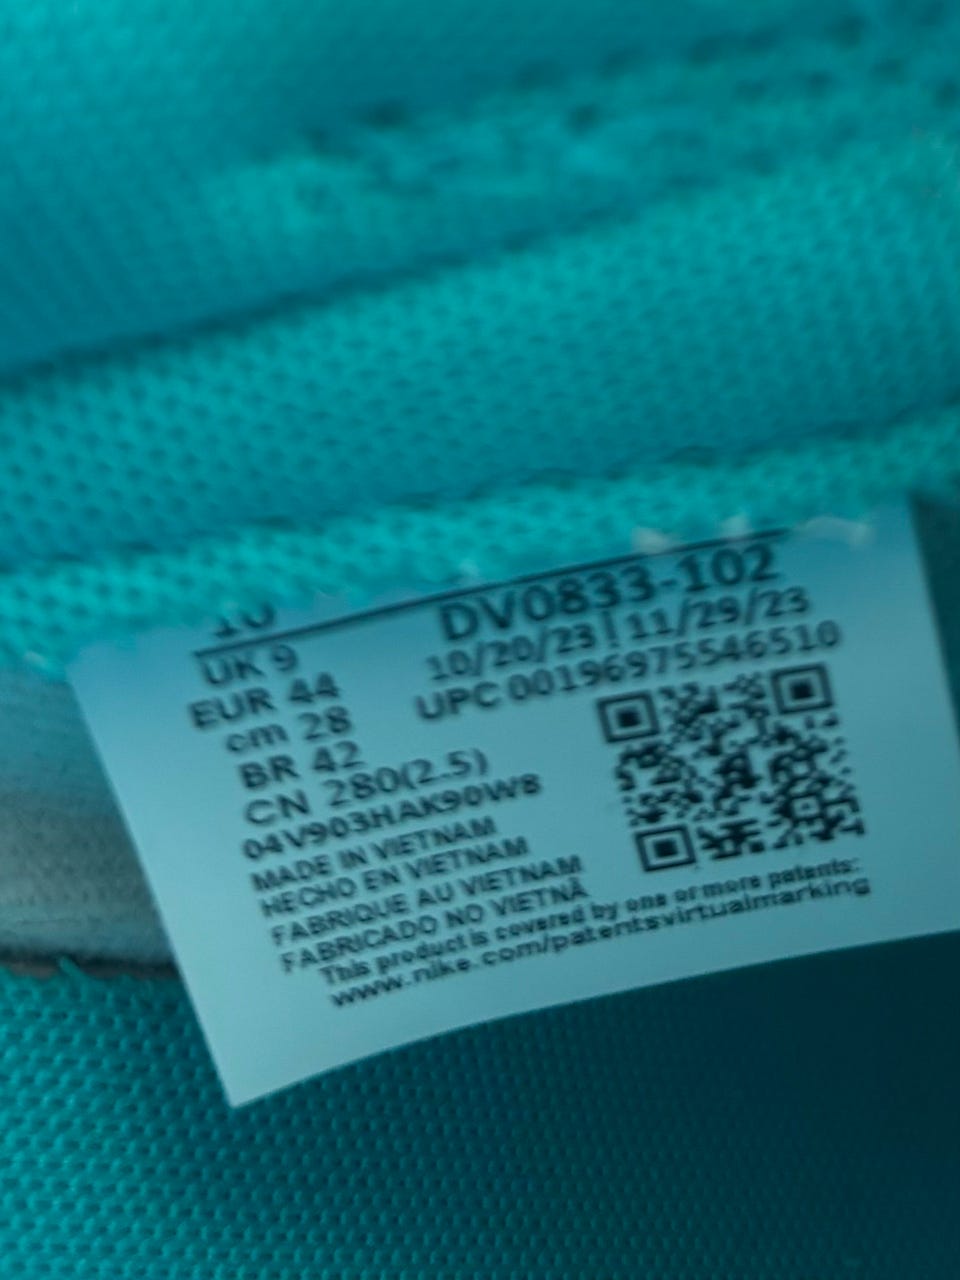 10
UK 9
EUR 44
cm 28
BR 42
CN 280(2.5)
DV0833-102
10/20/23 | 11/29/23
UPC 00196975546510
04V903HAK90W8
MADE IN VIETNAM
HECHO EN VIETNAM
FABRIQUE AU VIETNAM
FABRICADO NO VIETNÃ
This product is covered by one or more patents:
www.nike.com/patentsvirtualmarking